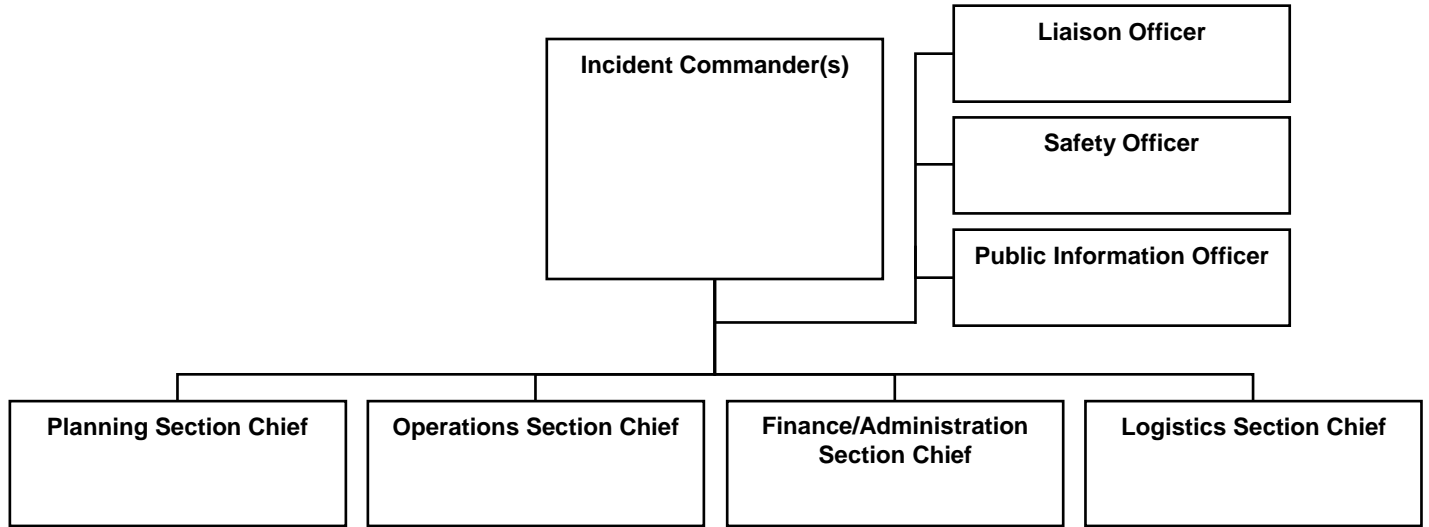 Liaison Officer
Incident Commander(s)
Safety Officer
Public Information Officer
Planning Section Chief
Operations Section Chief
Finance/Administration
Section Chief
Logistics Section Chief